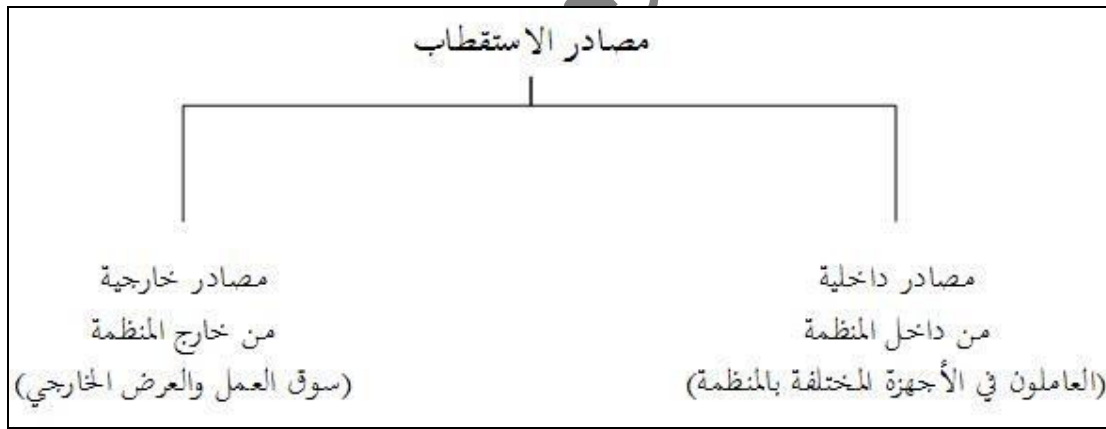 مصادر الاستقطاب
مصادر داخلية
من داخل المنظمة
(العاملون في الأجهزة المختلفة بالمنظمة)
مصادر خارجية
من خارج المنظمة
(سوق العمل والعرض الخارجي)